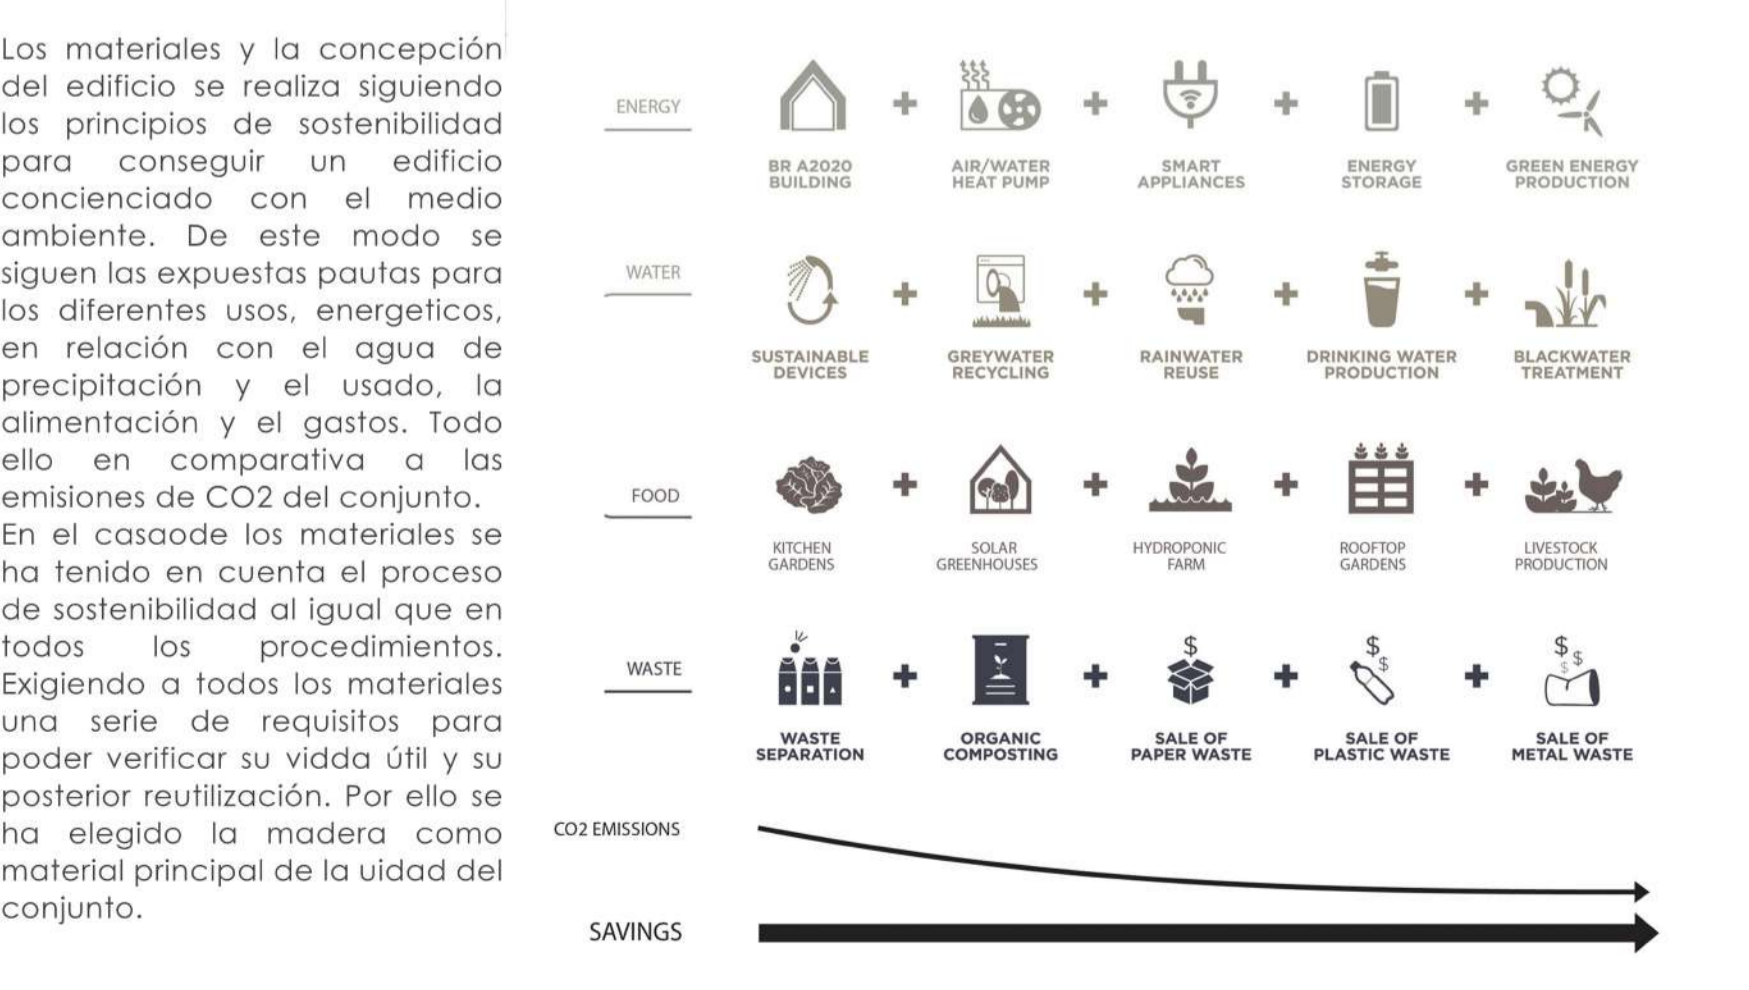 Los materiales y la concepción
del edificio se realiza siguiendo
los principios de sostenibilidad
para conseguir un edificio
concienciado con el medio
ambiente. De este modo se
siguen las expuestas pautas para
los diferentes usos, energeticos,
en relación con el agua de
precipitación y el usado, la
alimentación y el gastos. Todo
ello en comparativa a las
emisiones de CO2 del conjunto.
En el casaode los materiales se
ha tenido en cuenta el proceso
de sostenibilidad al igual que en
todos los procedimientos.
Exigiendo a todos los materiales
una serie de requisitos para
poder verificar su vidda útil y su
posterior reutilización. Por ello se
ha elegido la madera como
material principal de la uidad del
conjunto.
ENERGY
BR A2020
BUILDING
AIR/WATER
HEAT PUMP
SMART
APPLIANCES
ENERGY
STORAGE
GREEN ENERGY
PRODUCTION
WATER
SUSTAINABLE
DEVICES
GREYWATER
RECYCLING
RAINWATER
REUSE
DRINKING WATER
PRODUCTION
BLACKWATER
TREATMENT
FOOD
KITCHEN
GARDENS
SOLAR
GREENHOUSES
HYDROPONIC
FARM
ROOFTOP
GARDENS
LIVESTOCK
PRODUCTION
WASTE
WASTE
SEPARATION
ORGANIC
COMPOSTING
SALE OF
PAPER WASTE
SALE OF
PLASTIC WASTE
SALE OF
METAL WASTE
CO2 EMISSIONS
SAVINGS